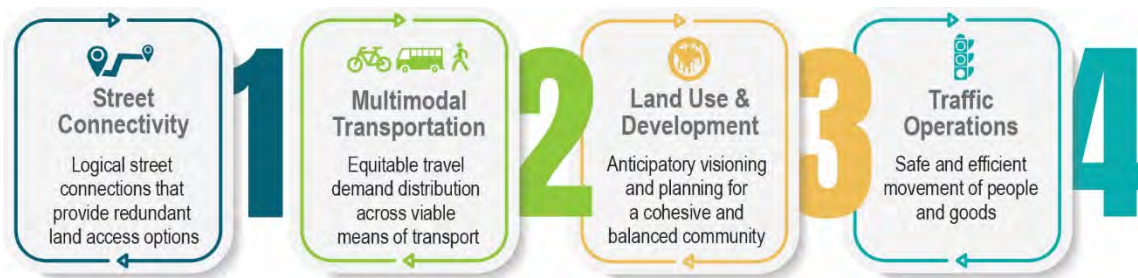 Street
Connectivity
Logical street
connections that
provide redundant
land access options
1
Multimodal
Transportation
Equitable travel
demand distribution
across viable
means of transport
2
Land Use &
Development
Anticipatory visioning
and planning for
a cohesive and
balanced community
3
Traffic
Operations
Safe and efficient
movement of people
and goods
4